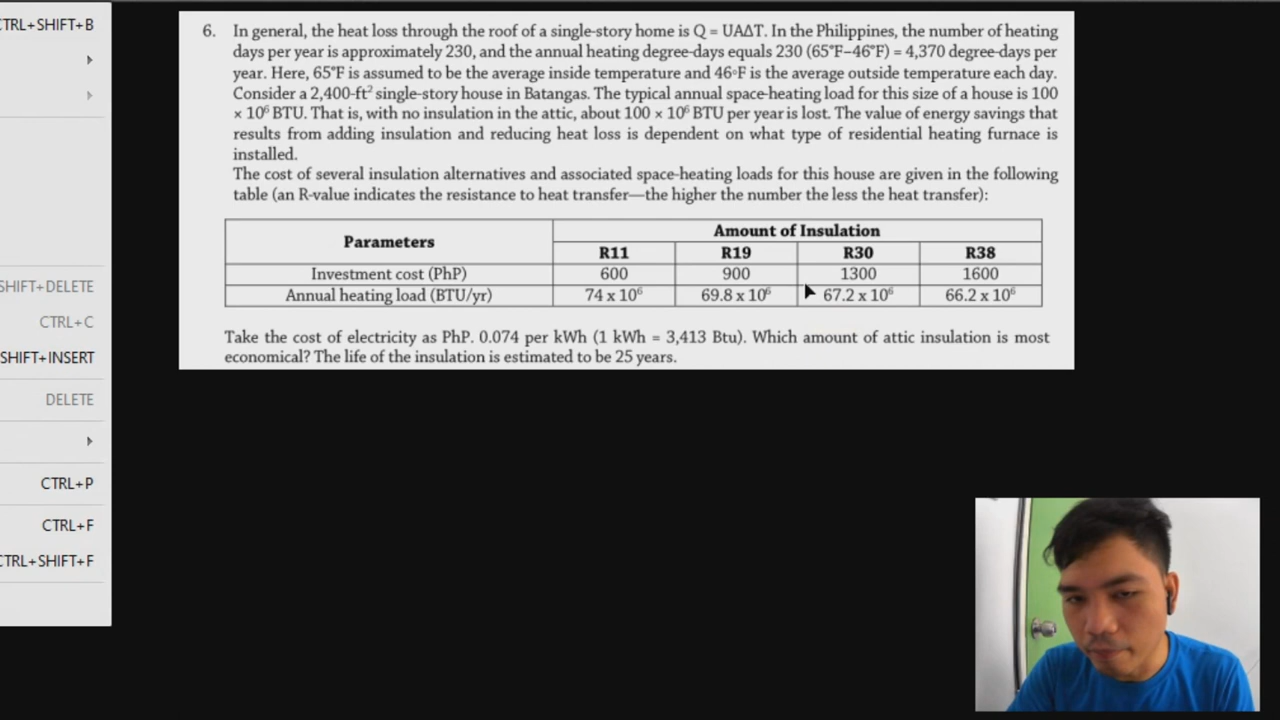 CTRL+SHIFT+B
SHIFT+DELETE
CTRL+C
SHIFT+INSERT
DELETE
CTRL+P
CTRL+F
CTRL+SHIFT+F
6. In general, the heat loss through the roof of a single-story home is Q = UAΔT. In the Philippines, the number of heating
days per year is approximately 230, and the annual heating degree-days equals 230 (65°F–46°F) = 4,370 degree-days per
year. Here, 65°F is assumed to be the average inside temperature and 46°F is the average outside temperature each day.
Consider a 2,400-ft² single-story house in Batangas. The typical annual space-heating load for this size of a house is 100
× 10⁶ BTU. That is, with no insulation in the attic, about 100 × 10⁶ BTU per year is lost. The value of energy savings that
results from adding insulation and reducing heat loss is dependent on what type of residential heating furnace is
installed.
The cost of several insulation alternatives and associated space-heating loads for this house are given in the following
table (an R-value indicates the resistance to heat transfer—the higher the number the less the heat transfer):
Parameters Amount of Insulation
R11 R19 R30 R38
Investment cost (PhP) 600 900 1300 1600
Annual heating load (BTU/yr) 74 x 10⁶ 69.8 x 10⁶ 67.2 x 10⁶ 66.2 x 10⁶
Take the cost of electricity as PhP. 0.074 per kWh (1 kWh = 3,413 Btu). Which amount of attic insulation is most
economical? The life of the insulation is estimated to be 25 years.